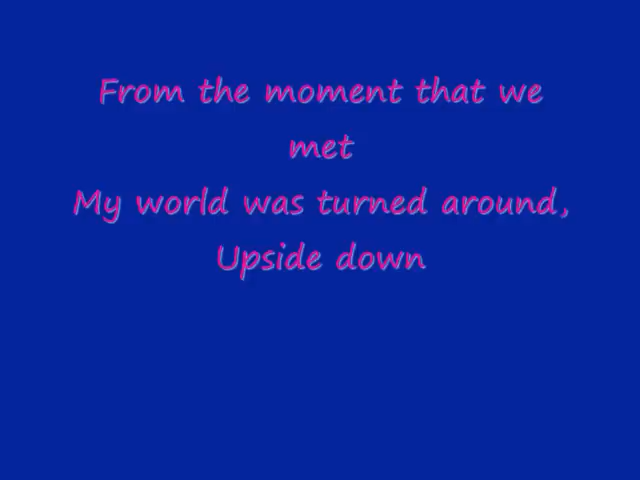 From the moment that we
met
My world was turned around,
Upside down